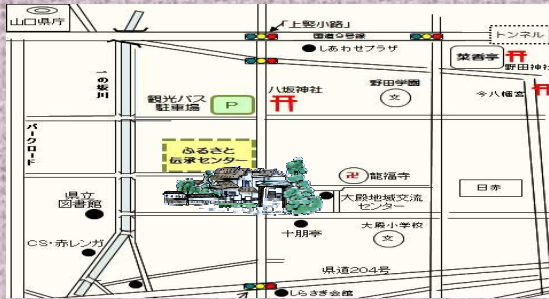 山口県庁
「上竪小路」
国道9号線
トンネル
しあわせプラザ
菜香亭
野田神社
一の坂川
観光バス
駐車場
P
八坂神社
野田学園
文
今八幡宮
パークロード
ふるさと
伝承センター
卍
龍福寺
日赤
県立
図書館
大殿地域交流
センター
十朋亭
大殿小学校
文
CS・赤レンガ
県道204号
しらさぎ会館